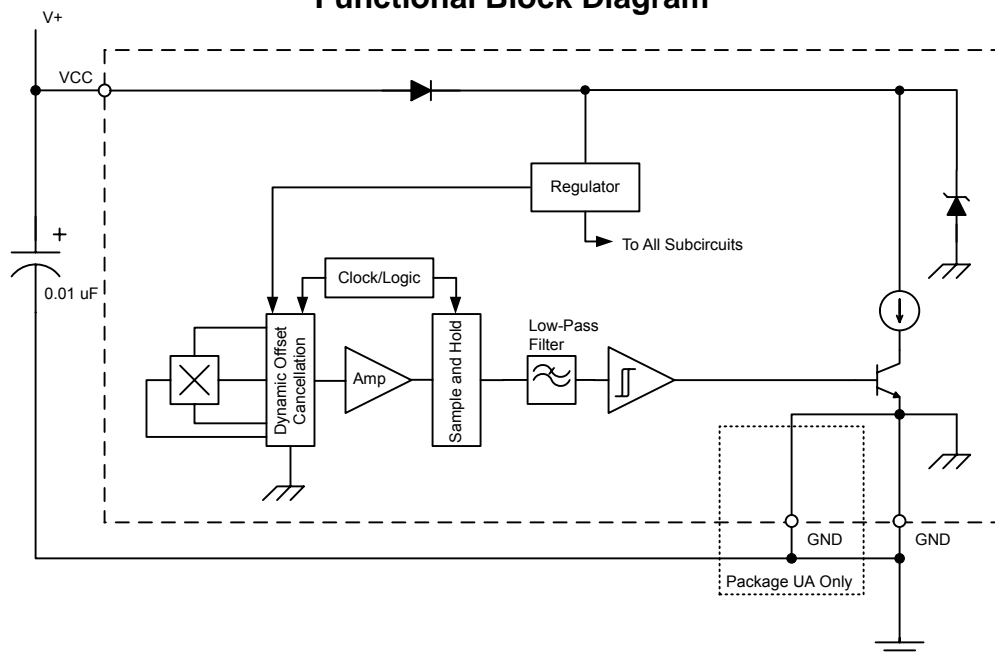 Functional Block Diagram
V+
VCC
Regulator
To All Subcircuits
+
0.01 uF
Clock/Logic
Dynamic Offset
Cancellation
Amp
Sample and Hold
Low-Pass
Filter
GND
GND
Package UA Only